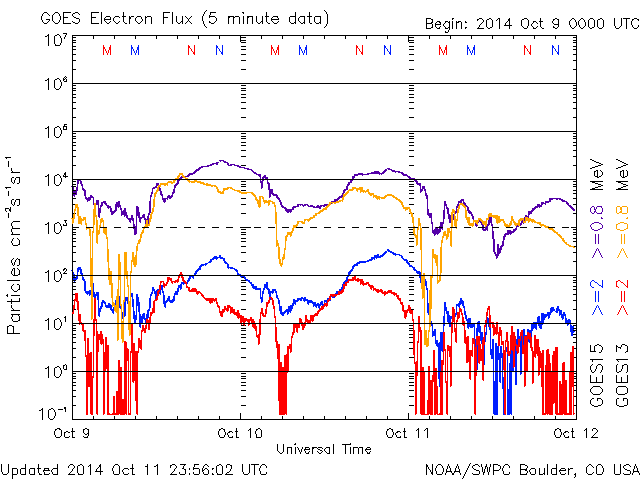 GOES Electron Flux (5 minute data)
Begin: 2014 Oct 9 0000 UTC
10⁷
M M N N M M N N M M N N
10⁶
10⁵
10⁴
10³
10²
10¹
10⁰
10⁻¹
Particles cm⁻²s⁻¹sr⁻¹
GOES15 >=2 >=0.8 MeV
GOES13 >=2 >=0.8 MeV
Oct 9 Oct 10 Oct 11 Oct 12
Universal Time
Updated 2014 Oct 11 23:56:02 UTC
NOAA/SWPC Boulder, CO USA